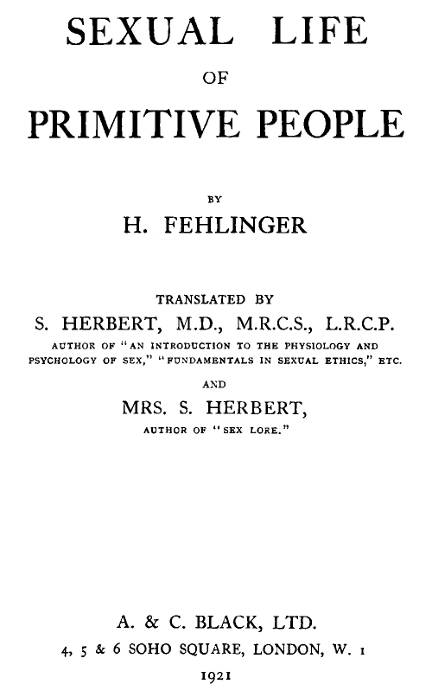 SEXUAL LIFE
OF
PRIMITIVE PEOPLE
BY
H. FEHLINGER
TRANSLATED BY
S. HERBERT, M.D., M.R.C.S., L.R.C.P.
AUTHOR OF "AN INTRODUCTION TO THE PHYSIOLOGY AND
PSYCHOLOGY OF SEX," "FUNDAMENTALS IN SEXUAL ETHICS," ETC.
AND
MRS. S. HERBERT,
AUTHOR OF "SEX LORE."
A. & C. BLACK, LTD.
4, 5 & 6 SOHO SQUARE, LONDON, W. 1
1921